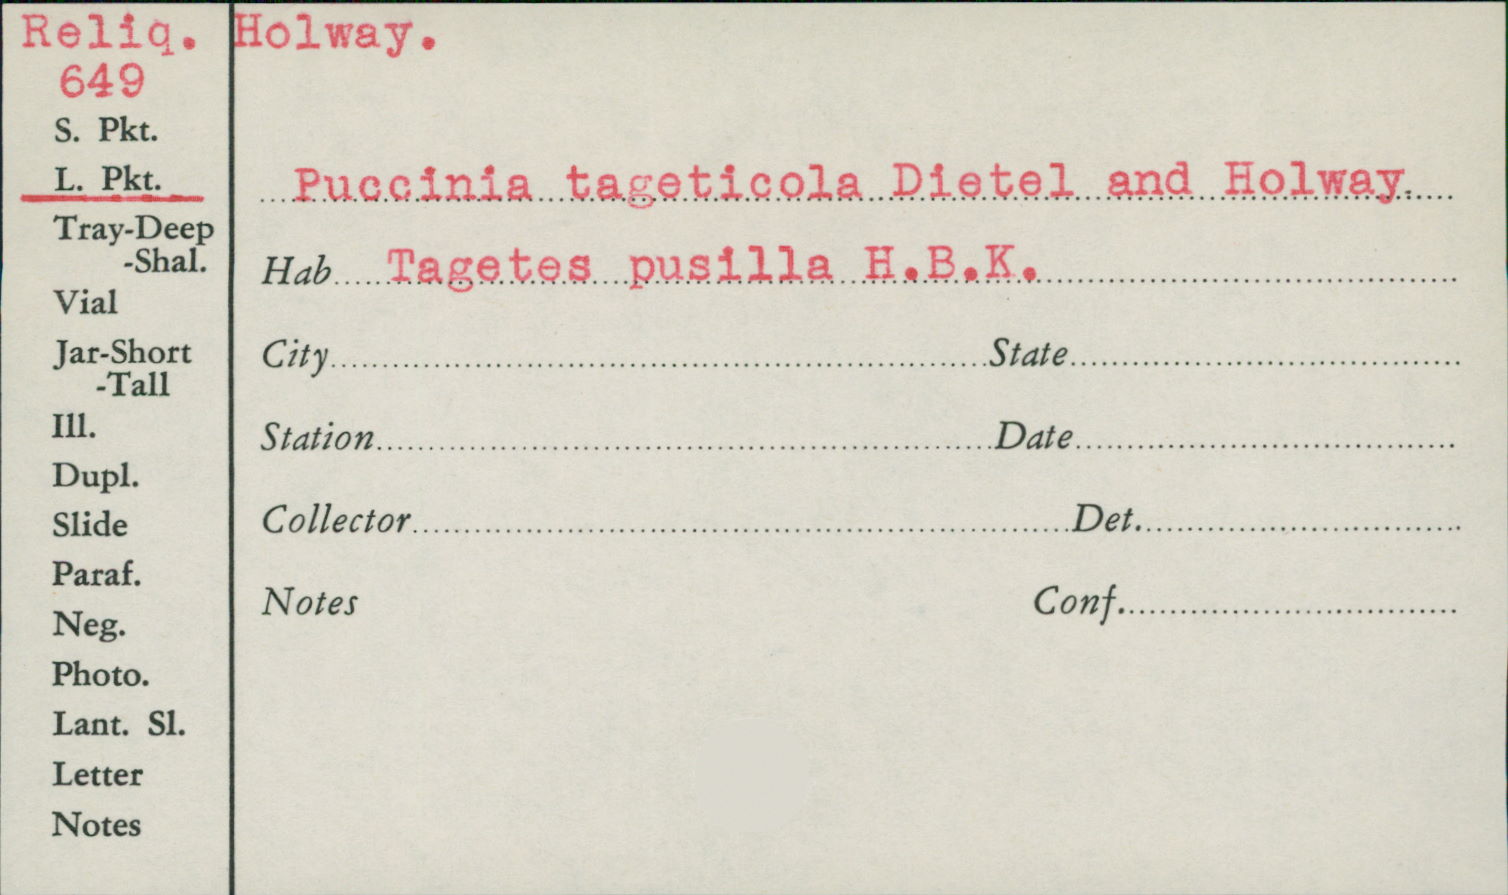 Reliq. Holway.
649
S. Pkt.
L. Pkt.
Tray-Deep
-Shal.
Vial
Jar-Short
-Tall
Ill.
Dupl.
Slide
Paraf.
Neg.
Photo.
Lant. Sl.
Letter
Notes
Puccinia tageticola Dietel and Holway.
Hab Tagetes pusilla H.B.K.
City State
Station Date
Collector Det.
Notes Conf.